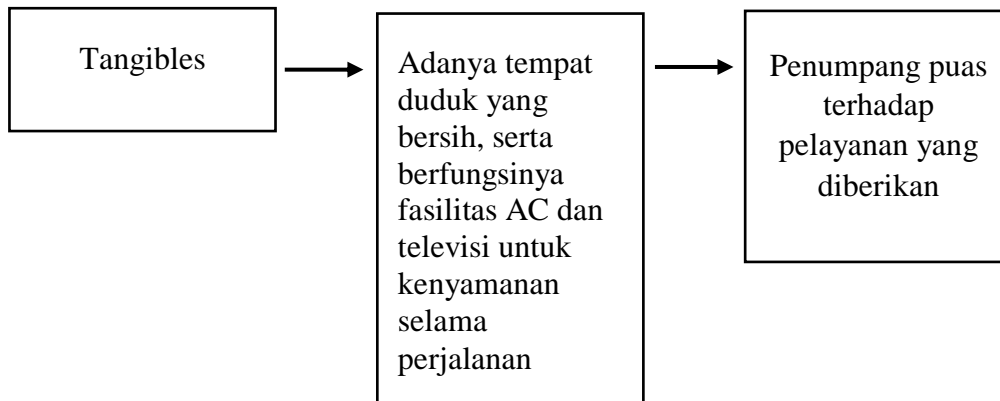 Tangibles
Adanya tempat
duduk yang
bersih, serta
berfungsinya
fasilitas AC dan
televisi untuk
kenyamanan
selama
perjalanan
Penumpang puas
terhadap
pelayanan yang
diberikan